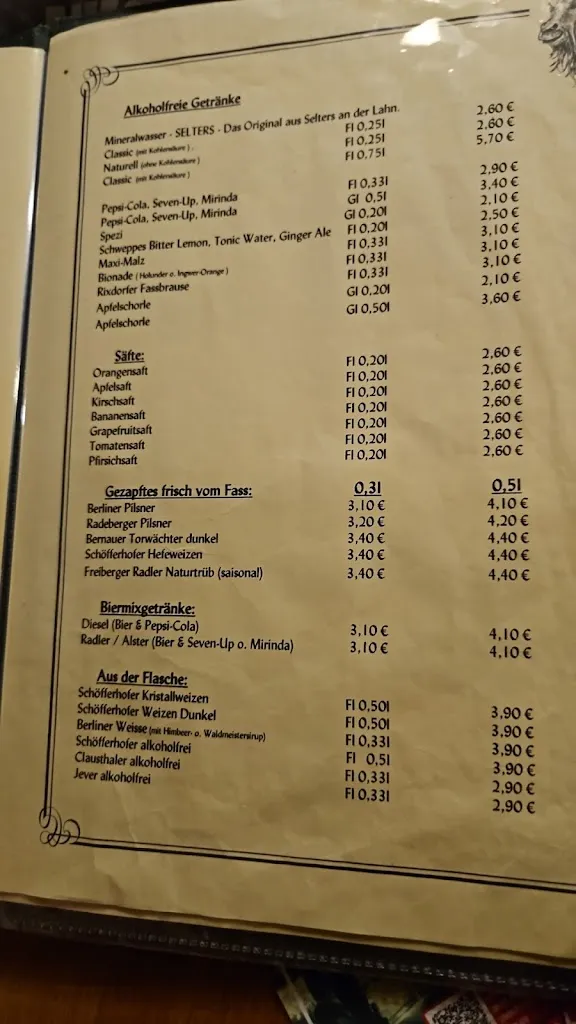 Alkoholfreie Getränke
Mineralwasser - SELTERS - Das Original aus Selters an der Lahn.
Classic (mit Kohlensäure) . Fl 0,25l 2,60 €
Naturell (ohne Kohlensäure) Fl 0,25l 2,60 €
Classic (mit Kohlensäure) Fl 0,75l 5,70 €
Pepsi-Cola, Seven-Up, Mirinda Fl 0,33l 2,90 €
Pepsi-Cola, Seven-Up, Mirinda Gl 0,5l 3,40 €
Spezi Gl 0,20l 2,10 €
Schweppes Bitter Lemon, Tonic Water, Ginger Ale Fl 0,20l 2,50 €
Maxi-Malz Fl 0,33l 3,10 €
Bionade (Holunder o. Ingwer-Orange) Fl 0,33l 3,10 €
Rixdorfer Fassbrause Fl 0,33l 3,10 €
Apfelschorle Gl 0,20l 2,10 €
Apfelschorle Gl 0,50l 3,60 €
Säfte:
Orangensaft Fl 0,20l 2,60 €
Apfelsaft Fl 0,20l 2,60 €
Kirschsaft Fl 0,20l 2,60 €
Bananensaft Fl 0,20l 2,60 €
Grapefruitsaft Fl 0,20l 2,60 €
Tomatensaft Fl 0,20l 2,60 €
Pfirsichsaft Fl 0,20l 2,60 €
Gezapftes frisch vom Fass: 0,3l 0,5l
Berliner Pilsner 3,10 € 4,10 €
Radeberger Pilsner 3,20 € 4,20 €
Bernauer Torwächter dunkel 3,40 € 4,40 €
Schöfferhofer Hefeweizen 3,40 € 4,40 €
Freiberger Radler Naturtrüb (saisonal) 3,40 € 4,40 €
Biermixgetränke:
Diesel (Bier & Pepsi-Cola) 3,10 € 4,10 €
Radler / Alster (Bier & Seven-Up o. Mirinda) 3,10 € 4,10 €
Aus der Flasche:
Schöfferhofer Kristallweizen Fl 0,50l 3,90 €
Schöfferhofer Weizen Dunkel Fl 0,50l 3,90 €
Berliner Weisse (mit Himbeer- o. Waldmeistersirup) Fl 0,33l 3,90 €
Schöfferhofer alkoholfrei Fl 0,5l 3,90 €
Clausthaler alkoholfrei Fl 0,33l 2,90 €
Jever alkoholfrei Fl 0,33l 2,90 €